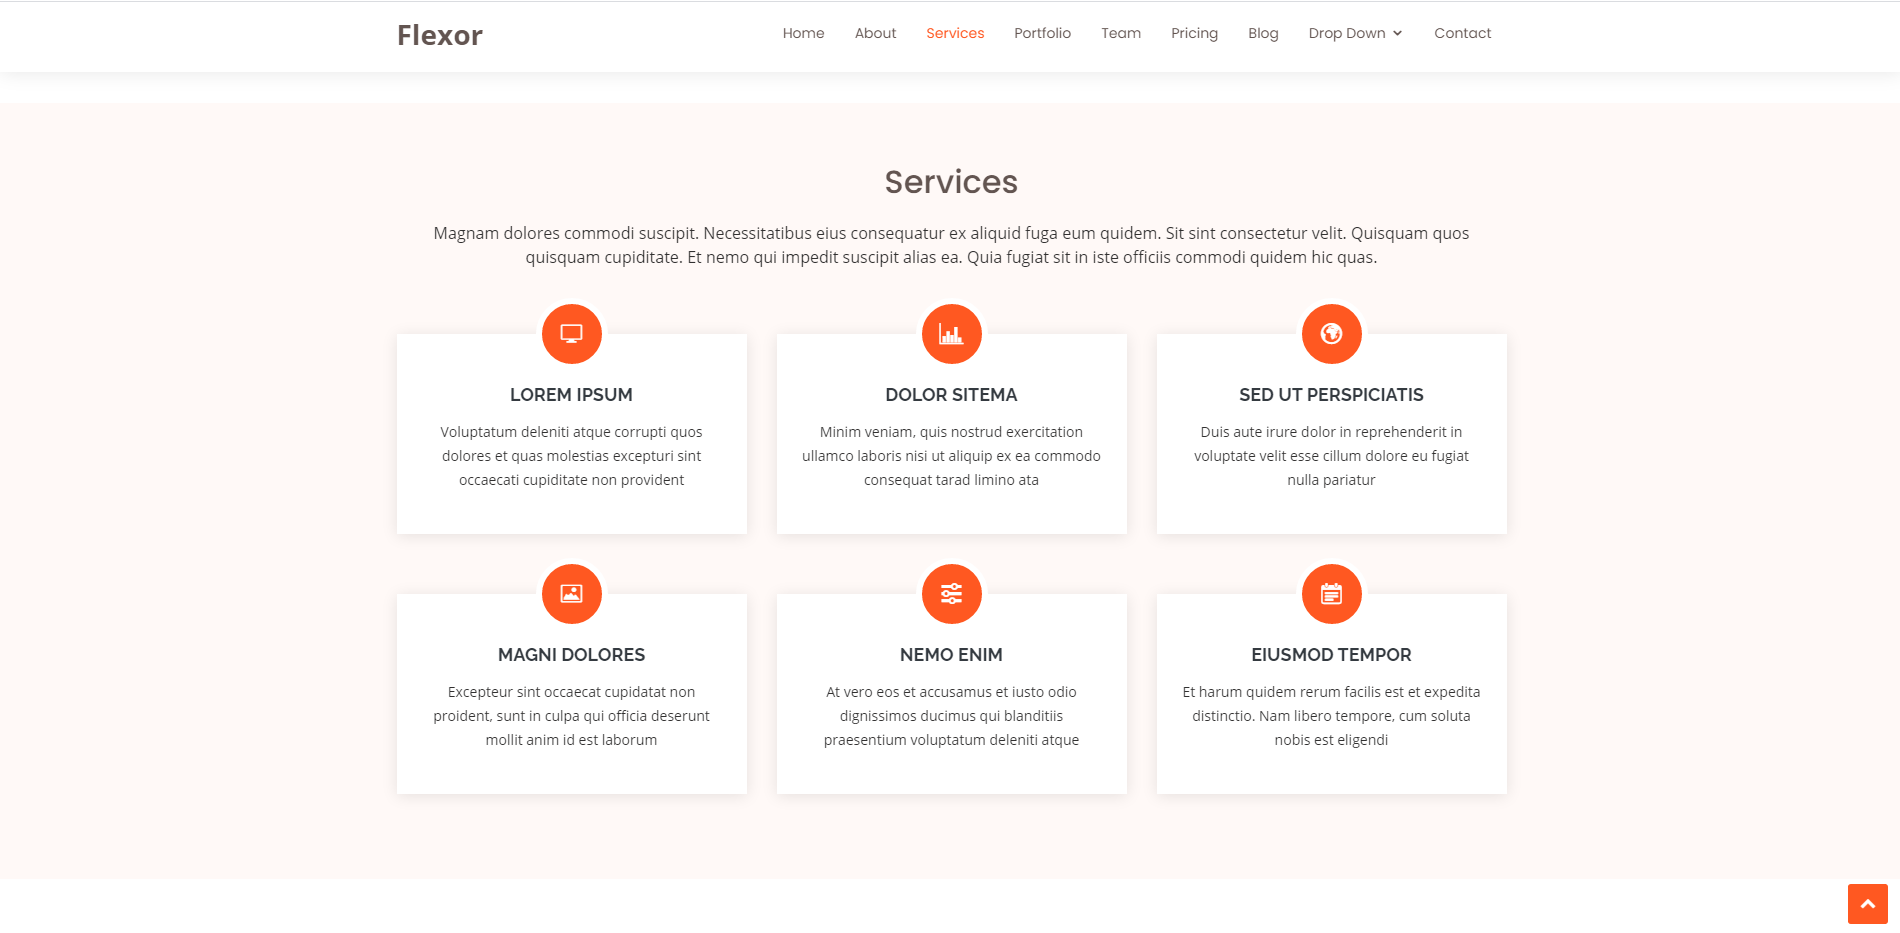 Flexor
Home About Services Portfolio Team Pricing Blog Drop Down Contact
Services
Magnam dolores commodi suscipit. Necessitatibus eius consequatur ex aliquid fuga eum quidem. Sit sint consectetur velit. Quisquam quos
quisquam cupiditate. Et nemo qui impedit suscipit alias ea. Quia fugiat sit in iste officiis commodi quidem hic quas.
LOREM IPSUM
Voluptatum deleniti atque corrupti quos
dolores et quas molestias excepturi sint
occaecati cupiditate non provident
DOLOR SITEMA
Minim veniam, quis nostrud exercitation
ullamco laboris nisi ut aliquip ex ea commodo
consequat tarad limino ata
SED UT PERSPICIATIS
Duis aute irure dolor in reprehenderit in
voluptate velit esse cillum dolore eu fugiat
nulla pariatur
MAGNI DOLORES
Excepteur sint occaecat cupidatat non
proident, sunt in culpa qui officia deserunt
mollit anim id est laborum
NEMO ENIM
At vero eos et accusamus et iusto odio
dignissimos ducimus qui blanditiis
praesentium voluptatum deleniti atque
EIUSMOD TEMPOR
Et harum quidem rerum facilis est et expedita
distinctio. Nam libero tempore, cum soluta
nobis est eligendi